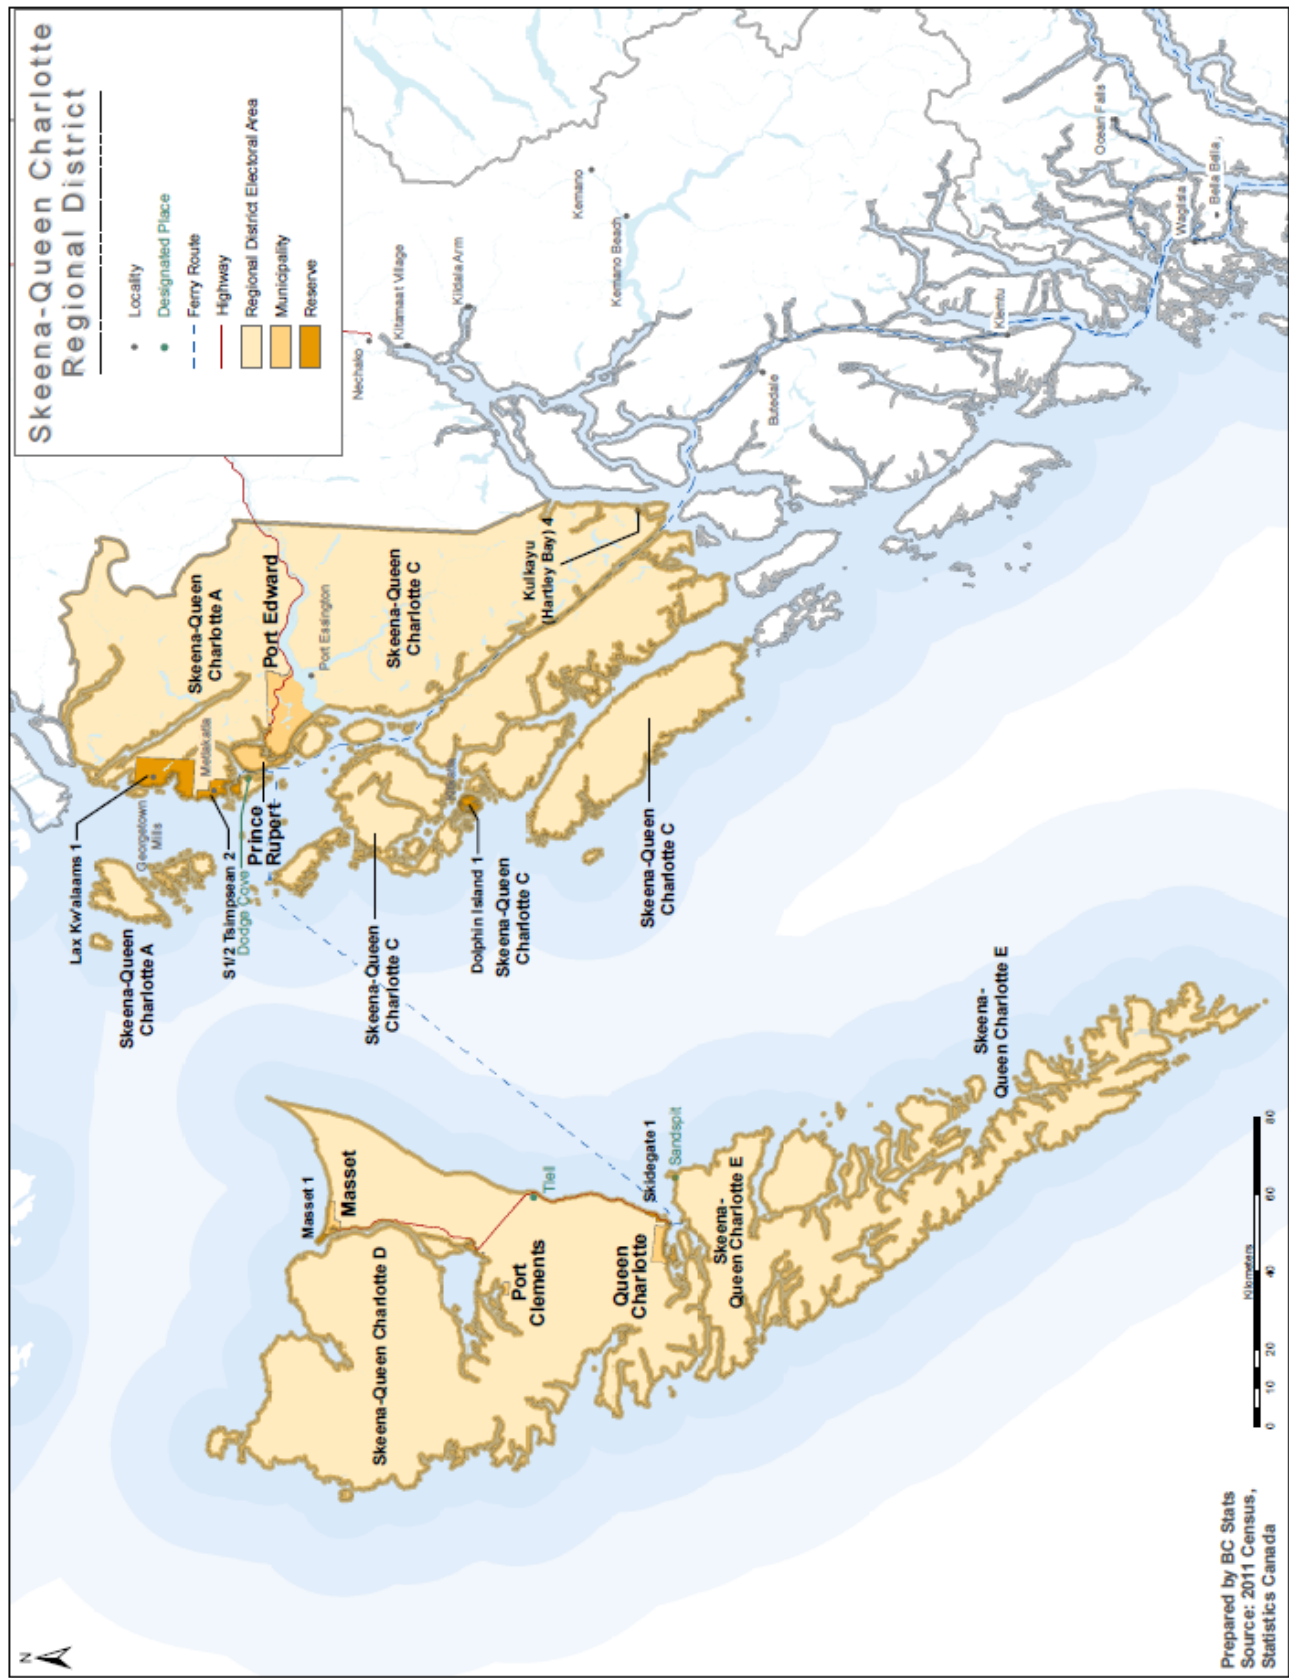 Skeena-Queen Charlotte
Regional District
Locality
Designated Place
Ferry Route
Highway
Regional District Electoral Area
Municipality
Reserve
N
Lax Kw'alaams 1
Georgetown
Mills
Metlakatla
Skeena-Queen
Charlotte A
Skeena-Queen
Charlotte A
S1/2 Tsimpsean 2
Dodge Cove
Prince
Rupert
Port Edward
Port Essington
Skeena-Queen
Charlotte C
Skeena-Queen
Charlotte C
Kulkayu
(Hartley Bay) 4
Dolphin Island 1
Skeena-Queen
Charlotte C
Skeena-Queen
Charlotte C
Nechako
Kitamaat Village
Kildala Arm
Kemano
Kemano Beach
Butedale
Klemtu
Ocean Falls
Waglisla
Bella Bella
Masset 1
Masset
Skeena-Queen Charlotte D
Port
Clements
Tlell
Queen
Charlotte
Skidegate 1
Sandspit
Skeena-
Queen Charlotte E
Skeena-
Queen Charlotte E
Kilometers
0 10 20 40 60 80
Prepared by BC Stats
Source: 2011 Census,
Statistics Canada